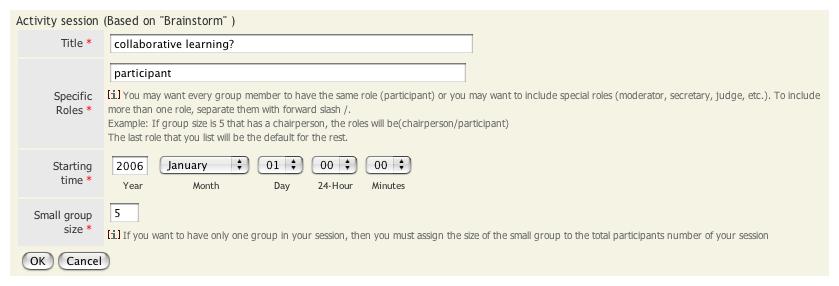 Activity session (Based on "Brainstorm" )
Title * collaborative learning?
participant
Specific Roles *
[i] You may want every group member to have the same role (participant) or you may want to include special roles (moderator, secretary, judge, etc.). To include
more than one role, separate them with forward slash /.
Example: If group size is 5 that has a chairperson, the roles will be(chairperson/participant)
The last role that you list will be the default for the rest.
Starting time * 2006 January 01 00 00
Year Month Day 24-Hour Minutes
Small group size * 5
[i] If you want to have only one group in your session, then you must assign the size of the small group to the total participants number of your session
OK Cancel